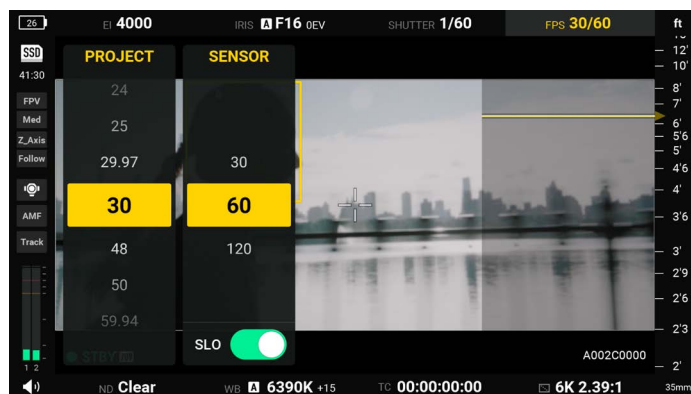 26
EI 4000
IRIS A F16 0EV
SHUTTER 1/60
FPS 30/60
ft
SSD
41:30
FPV
Med
Z_Axis
Follow
AMF
Track
1 2
PROJECT
24
25
29.97
30
48
50
59.94
SENSOR
30
60
120
SLO
STBY
A002C0000
12'
10'
8'
7'
6'
5'6
5'
4'6
4'
3'6
3'
2'9
2'6
2'3
2'
ND Clear
WB A 6390K +15
TC 00:00:00:00
6K 2.39:1
35mm